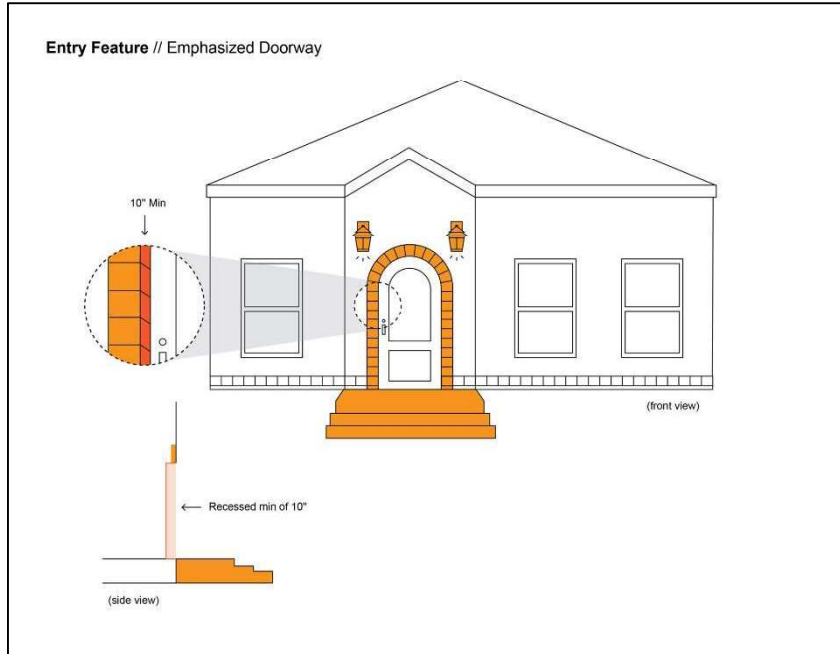 Entry Feature // Emphasized Doorway
10" Min
(front view)
Recessed min of 10"
(side view)